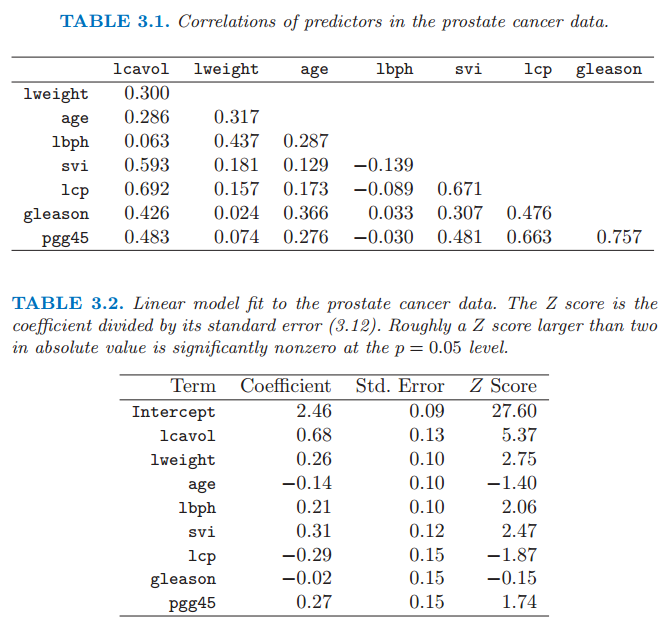 TABLE 3.1. Correlations of predictors in the prostate cancer data.
lcavol lweight age lbph svi lcp gleason
lweight 0.300
age 0.286 0.317
lbph 0.063 0.437 0.287
svi 0.593 0.181 0.129 −0.139
lcp 0.692 0.157 0.173 −0.089 0.671
gleason 0.426 0.024 0.366 0.033 0.307 0.476
pgg45 0.483 0.074 0.276 −0.030 0.481 0.663 0.757
TABLE 3.2. Linear model fit to the prostate cancer data. The Z score is the
coefficient divided by its standard error (3.12). Roughly a Z score larger than two
in absolute value is significantly nonzero at the p = 0.05 level.
Term Coefficient Std. Error Z Score
Intercept 2.46 0.09 27.60
lcavol 0.68 0.13 5.37
lweight 0.26 0.10 2.75
age −0.14 0.10 −1.40
lbph 0.21 0.10 2.06
svi 0.31 0.12 2.47
lcp −0.29 0.15 −1.87
gleason −0.02 0.15 −0.15
pgg45 0.27 0.15 1.74